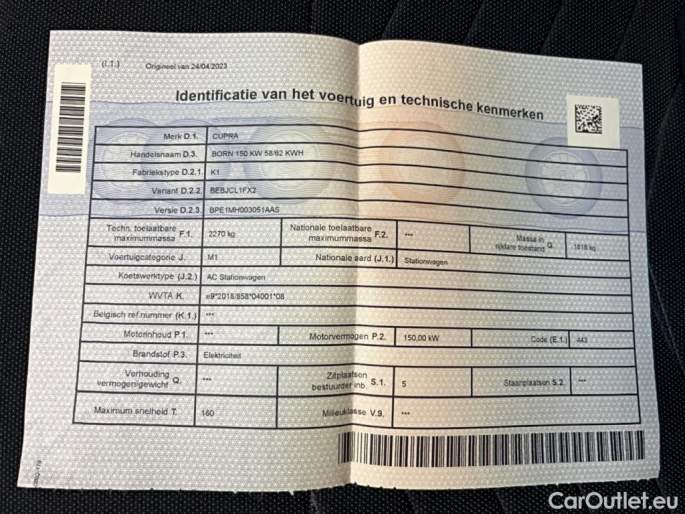 (I.1.) Origineel van 24/04/2023
Identificatie van het voertuig en technische kenmerken
Merk D.1. CUPRA
Handelsnaam D.3. BORN 150 KW 58/62 KWH
Fabriekstype D.2.1. K1
Variant D.2.2. BEBJCL1FX2
Versie D.2.3. BPE1MH003051AAS
Techn. toelaatbare maximummassa F.1. 2270 kg Nationale toelaatbare maximummassa F.2. *** Massa in rijklare toestand G. 1818 kg
Voertuigcategorie J. M1 Nationale aard (J.1.) Stationwagen
Koetswerktype (J.2.) AC Stationwagen
WVTA K. e9*2018/858*04001*08
Belgisch ref.nummer (K.1.) ***
Motorinhoud P.1. *** Motorvermogen P.2. 150,00 kW Code (E.1.) 443
Brandstof P.3. Elektriciteit
Verhouding vermogen/gewicht Q. *** Zitplaatsen bestuurder inb. S.1. 5 Staanplaatsen S.2. ***
Maximum snelheid T. 160 Milieuklasse V.9. ***
CarOutlet.eu